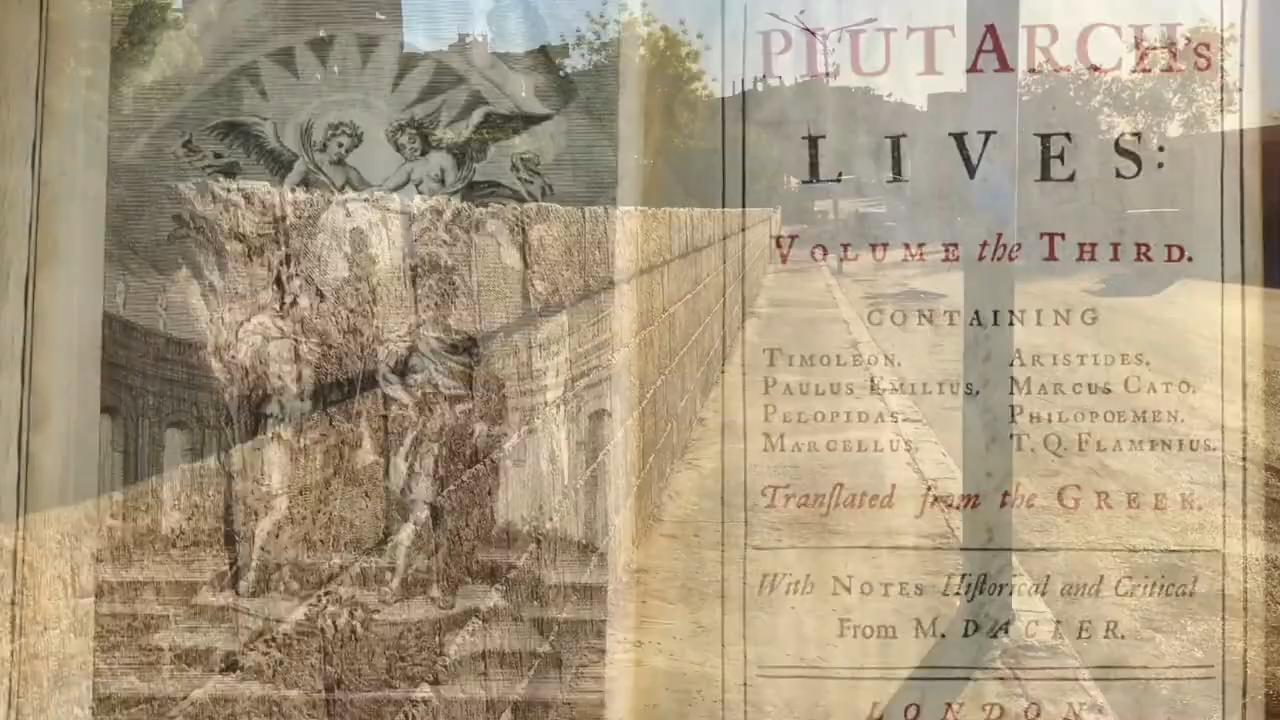 PLUTARCH's
LIVES:
VOLUME the THIRD.
CONTAINING
TIMOLEON. ARISTIDES.
PAULUS EMILIUS. MARCUS CATO.
PELOPIDAS. PHILOPOEMEN.
MARCELLUS. T. Q. FLAMINIUS.
Tranſlated from the GREEK.
With NOTES Hiſtorical and Critical
From M. DACIER.
LONDON